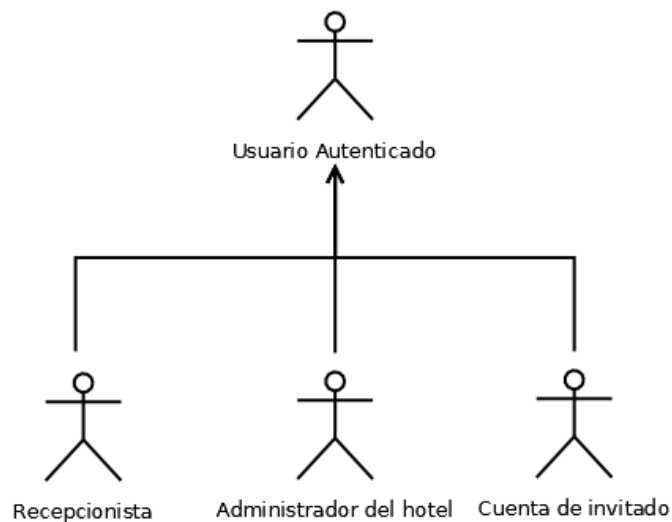 Usuario Autenticado
Recepcionista
Administrador del hotel
Cuenta de invitado